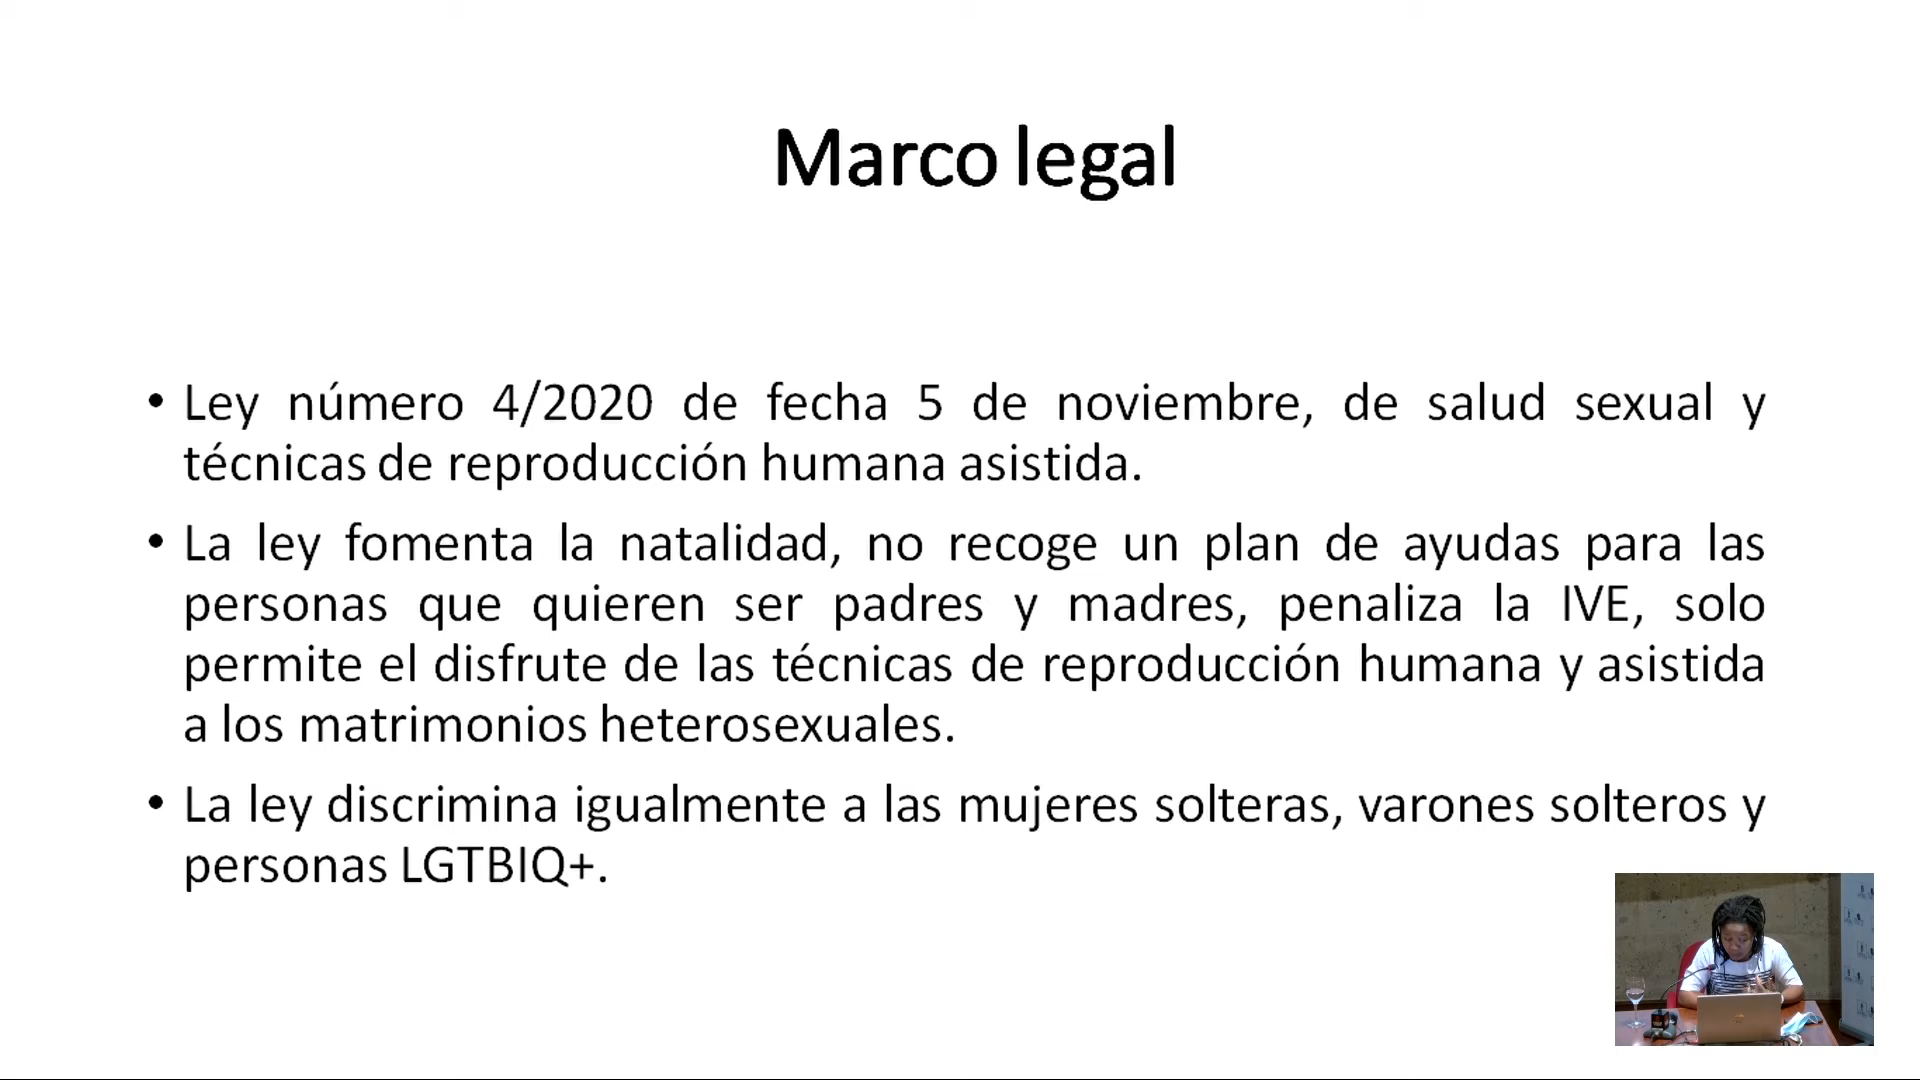 Marco legal
• Ley número 4/2020 de fecha 5 de noviembre, de salud sexual y
técnicas de reproducción humana asistida.
• La ley fomenta la natalidad, no recoge un plan de ayudas para las
personas que quieren ser padres y madres, penaliza la IVE, solo
permite el disfrute de las técnicas de reproducción humana y asistida
a los matrimonios heterosexuales.
• La ley discrimina igualmente a las mujeres solteras, varones solteros y
personas LGTBIQ+.